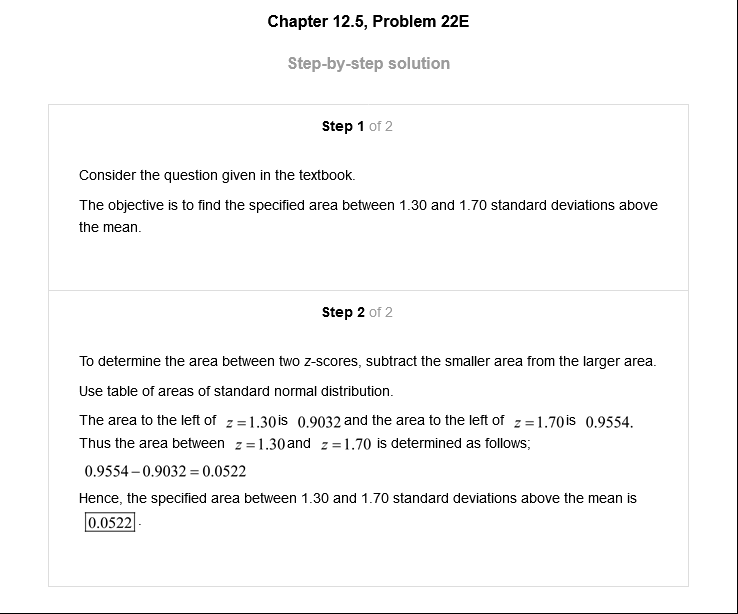 Chapter 12.5, Problem 22E
Step-by-step solution
Step 1 of 2
Consider the question given in the textbook.
The objective is to find the specified area between 1.30 and 1.70 standard deviations above
the mean.
Step 2 of 2
To determine the area between two z-scores, subtract the smaller area from the larger area.
Use table of areas of standard normal distribution.
The area to the left of z = 1.30 is 0.9032 and the area to the left of z = 1.70 is 0.9554.
Thus the area between z = 1.30 and z = 1.70 is determined as follows;
0.9554 − 0.9032 = 0.0522
Hence, the specified area between 1.30 and 1.70 standard deviations above the mean is
0.0522.